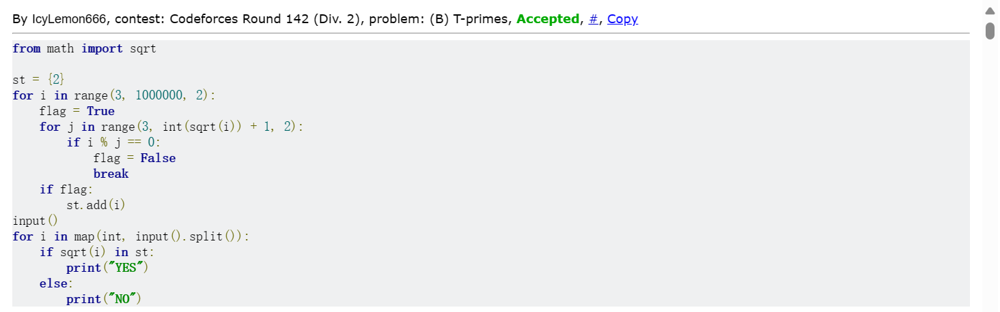 By IcyLemon666, contest: Codeforces Round 142 (Div. 2), problem: (B) T-primes, Accepted, #, Copy
from math import sqrt
st = {2}
for i in range(3, 1000000, 2):
    flag = True
    for j in range(3, int(sqrt(i)) + 1, 2):
        if i % j == 0:
            flag = False
            break
    if flag:
        st.add(i)
input()
for i in map(int, input().split()):
    if sqrt(i) in st:
        print("YES")
    else:
        print("NO")